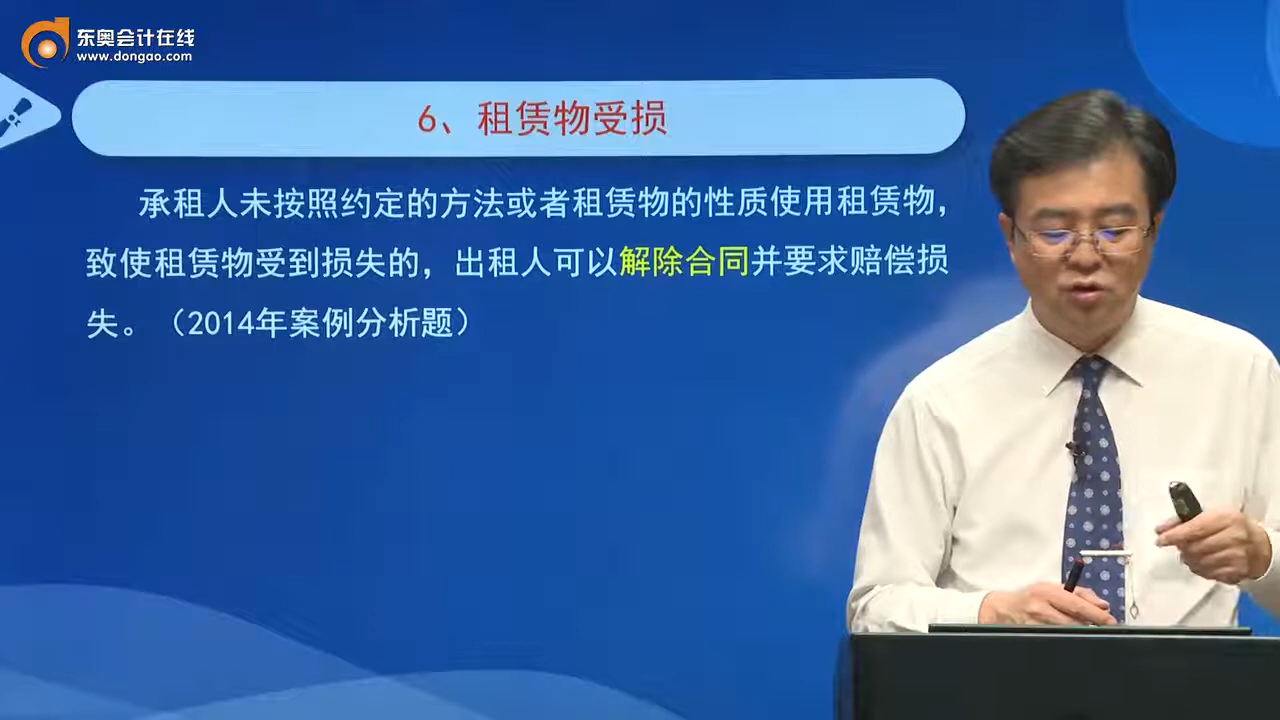 东奥会计在线
www.dongao.com
6、租赁物受损
承租人未按照约定的方法或者租赁物的性质使用租赁物，
致使租赁物受到损失的，出租人可以解除合同并要求赔偿损
失。（2014年案例分析题）